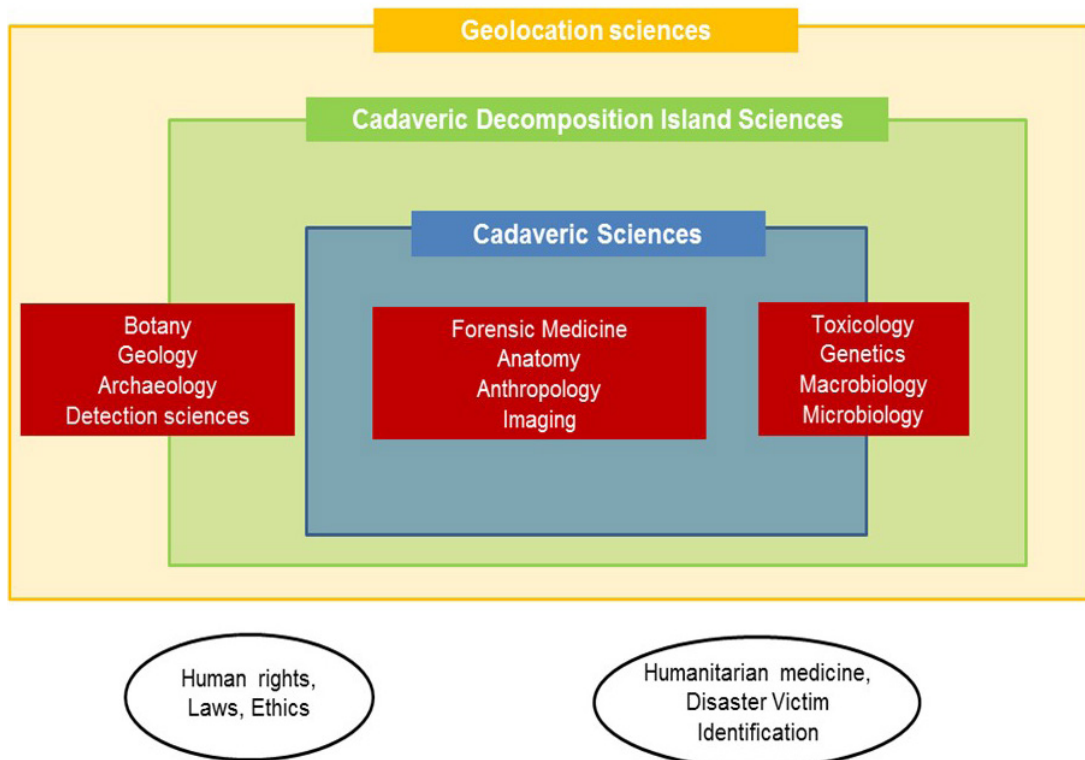 Geolocation sciences
Cadaveric Decomposition Island Sciences
Cadaveric Sciences
Botany
Geology
Archaeology
Detection sciences
Forensic Medicine
Anatomy
Anthropology
Imaging
Toxicology
Genetics
Macrobiology
Microbiology
Human rights,
Laws, Ethics
Humanitarian medicine,
Disaster Victim
Identification